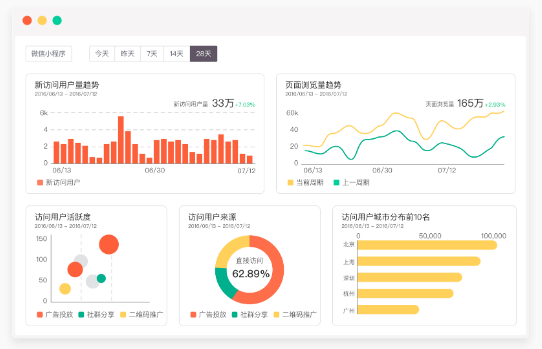 微信小程序 今天 昨天 7天 14天 28天
新访问用户量趋势
2016/06/13 – 2016/07/12
新访问用户量 33万 +7.03%
6k
4
2
0
06/13 06/30 07/12
新访问用户
页面浏览量趋势
2016/06/13 – 2016/07/12
页面浏览量 165万 +2.93%
60k
40
20
0
06/13 06/30 07/12
当前周期 上一周期
访问用户活跃度
2016/06/13 – 2016/07/12
150
100
50
0
广告投放 社群分享 二维码推广
访问用户来源
2016/06/13 – 2016/07/12
直接访问
62.89%
广告投放 社群分享 二维码推广
访问用户城市分布前10名
2016/06/13 – 2016/07/12
0 50,000 100,000
北京
上海
深圳
杭州
广州